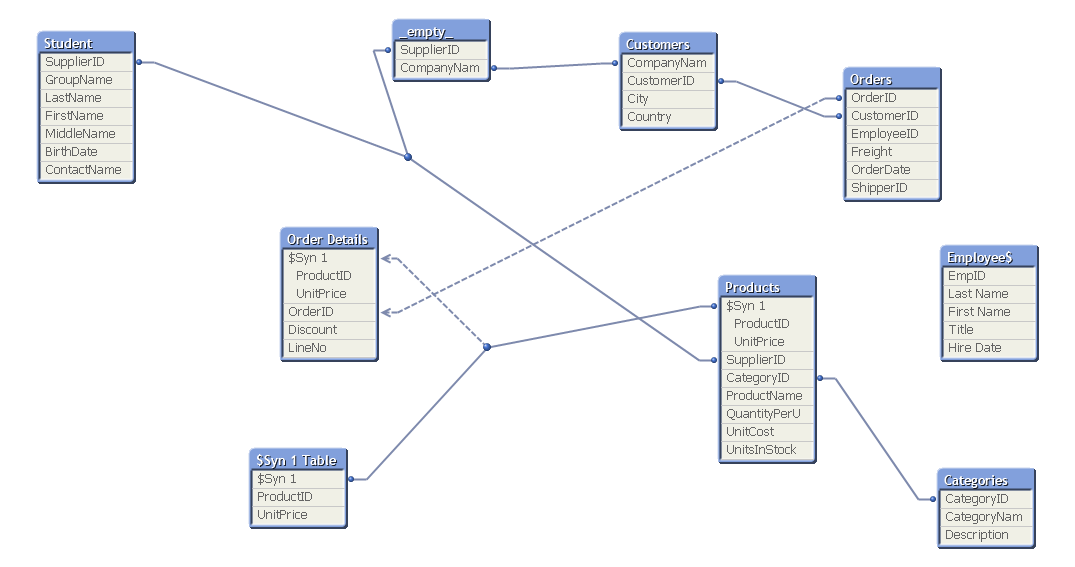 Student
SupplierID
GroupName
LastName
FirstName
MiddleName
BirthDate
ContactName
_empty_
SupplierID
CompanyNam
Customers
CompanyNam
CustomerID
City
Country
Orders
OrderID
CustomerID
EmployeeID
Freight
OrderDate
ShipperID
Order Details
$Syn 1
ProductID
UnitPrice
OrderID
Discount
LineNo
Products
$Syn 1
ProductID
UnitPrice
SupplierID
CategoryID
ProductName
QuantityPerU
UnitCost
UnitsInStock
Employee$
EmpID
Last Name
First Name
Title
Hire Date
$Syn 1 Table
$Syn 1
ProductID
UnitPrice
Categories
CategoryID
CategoryNam
Description